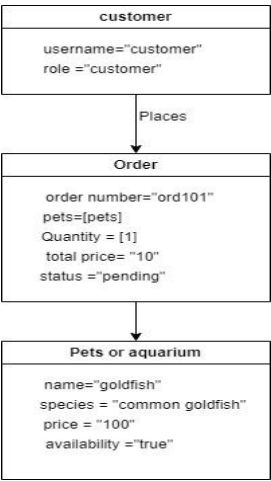 customer
username="customer"
role ="customer"
Places
Order
order number="ord101"
pets=[pets]
Quantity = [1]
total price= "10"
status ="pending"
Pets or aquarium
name="goldfish"
species = "common goldfish"
price = "100"
availability ="true"